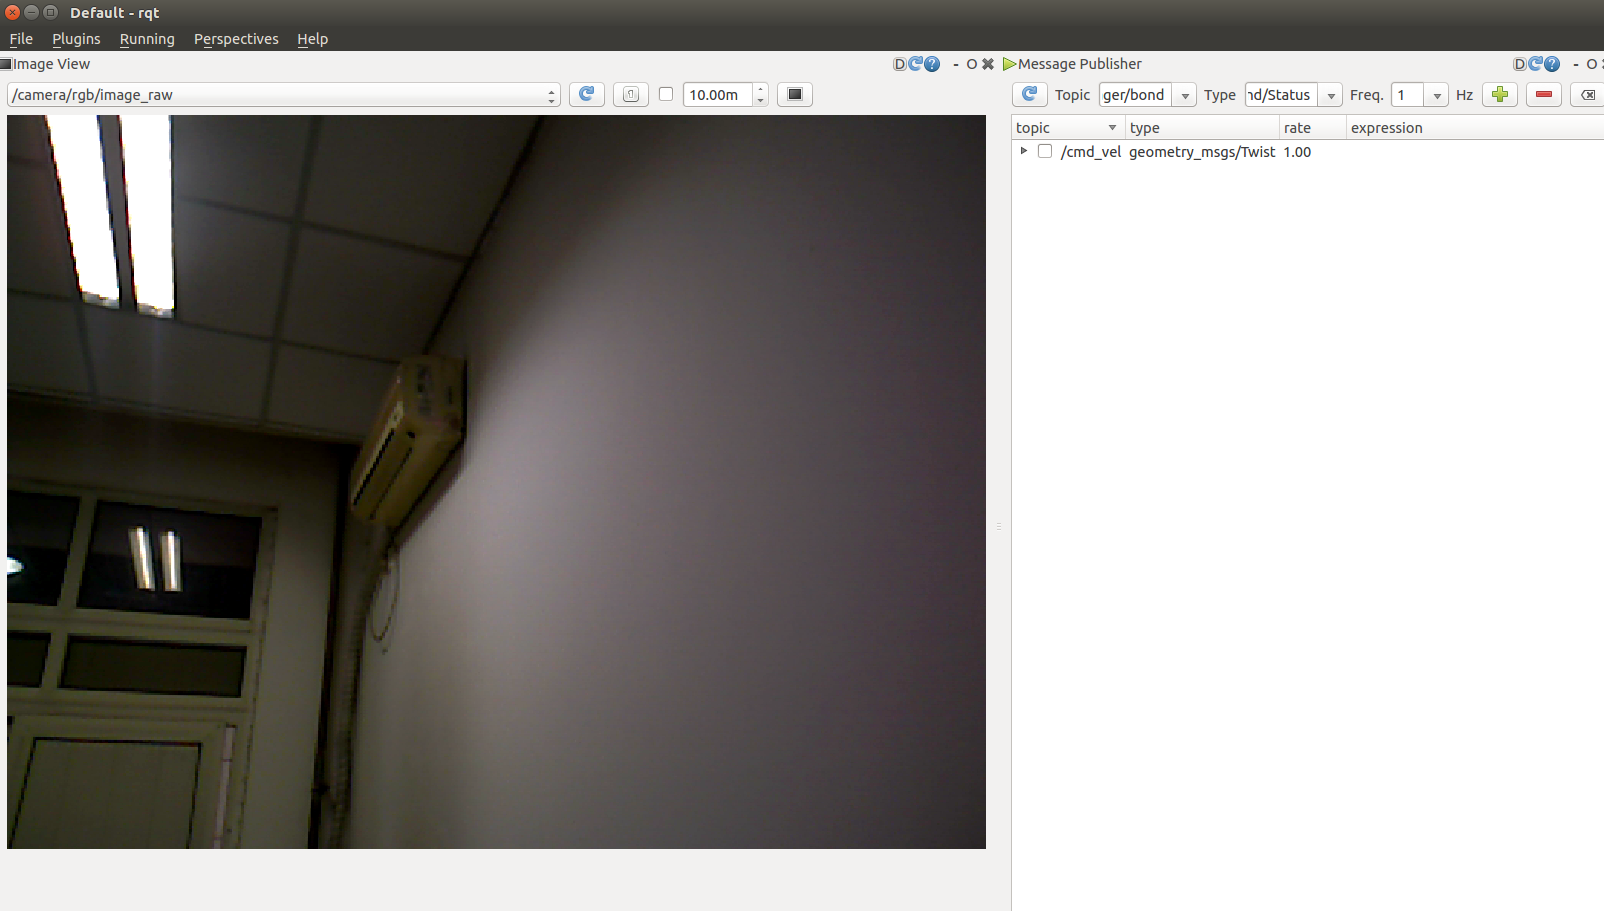 Default - rqt
File Plugins Running Perspectives Help
Image View
D ? - O
/camera/rgb/image_raw
1
10.00m
Message Publisher
D ? - O
Topic ger/bond Type nd/Status Freq. 1 Hz
topic type rate expression
/cmd_vel geometry_msgs/Twist 1.00